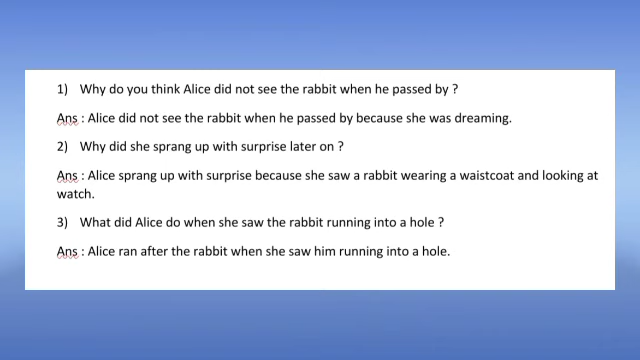 1) Why do you think Alice did not see the rabbit when he passed by ?
Ans : Alice did not see the rabbit when he passed by because she was dreaming.
2) Why did she sprang up with surprise later on ?
Ans : Alice sprang up with surprise because she saw a rabbit wearing a waistcoat and looking at
watch.
3) What did Alice do when she saw the rabbit running into a hole ?
Ans : Alice ran after the rabbit when she saw him running into a hole.